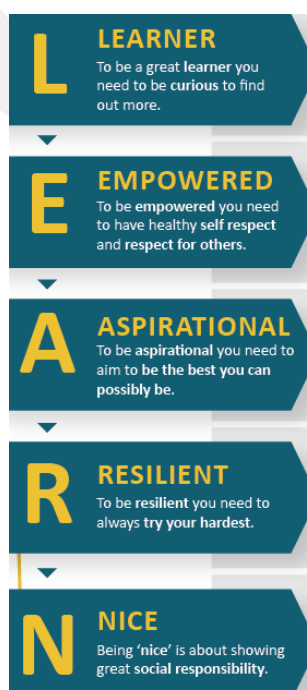 L
LEARNER
To be a great learner you
need to be curious to find
out more.
E
EMPOWERED
To be empowered you need
to have healthy self respect
and respect for others.
A
ASPIRATIONAL
To be aspirational you need to
aim to be the best you can
possibly be.
R
RESILIENT
To be resilient you need to
always try your hardest.
N
NICE
Being ‘nice’ is about showing
great social responsibility.